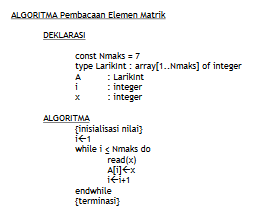 ALGORITMA Pembacaan Elemen Matrik
DEKLARASI
const Nmaks = 7
type LarikInt : array[1..Nmaks] of integer
A : LarikInt
i : integer
x : integer
ALGORITMA
{inisialisasi nilai}
i←1
while i ≤ Nmaks do
read(x)
A[i]←x
i←i+1
endwhile
{terminasi}